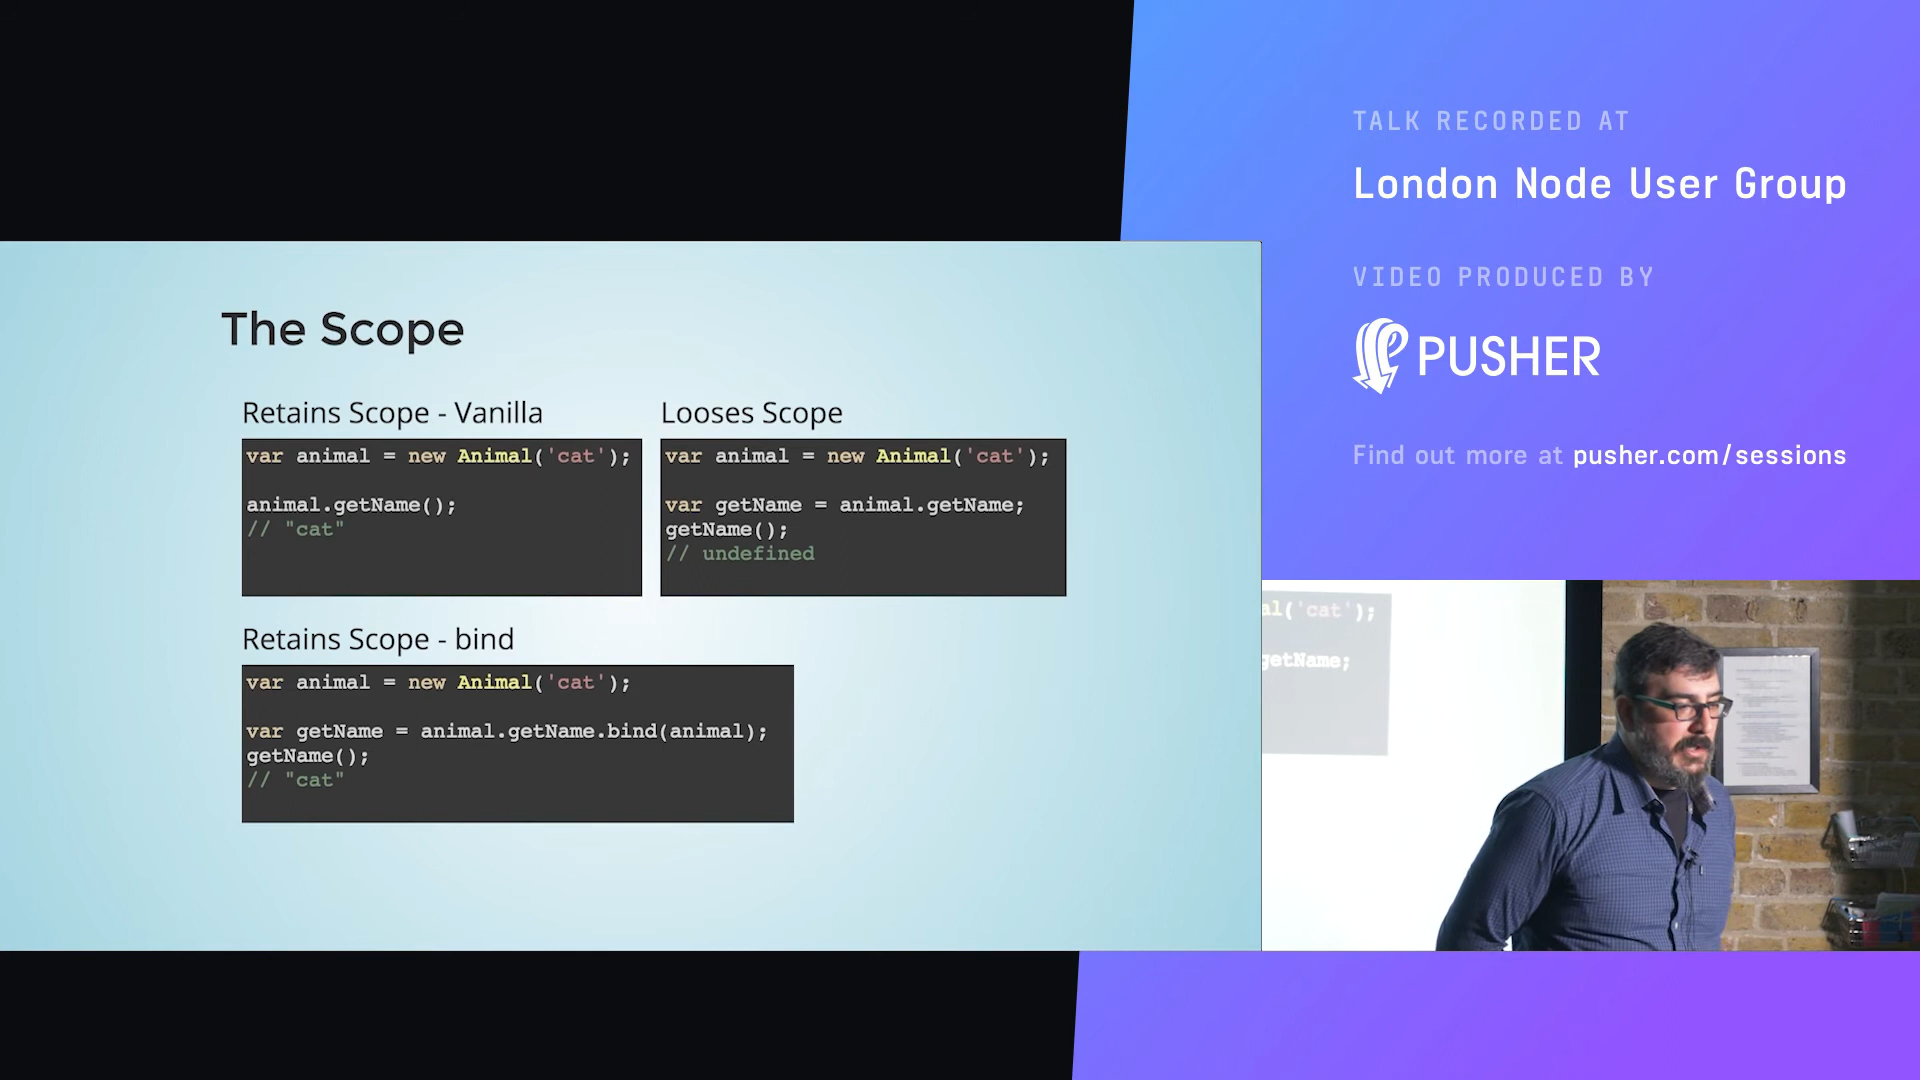 The Scope
Retains Scope - Vanilla
var animal = new Animal('cat');
animal.getName();
// "cat"
Looses Scope
var animal = new Animal('cat');
var getName = animal.getName;
getName();
// undefined
Retains Scope - bind
var animal = new Animal('cat');
var getName = animal.getName.bind(animal);
getName();
// "cat"
TALK RECORDED AT
London Node User Group
VIDEO PRODUCED BY
PUSHER
Find out more at pusher.com/sessions
al('cat');
getName;